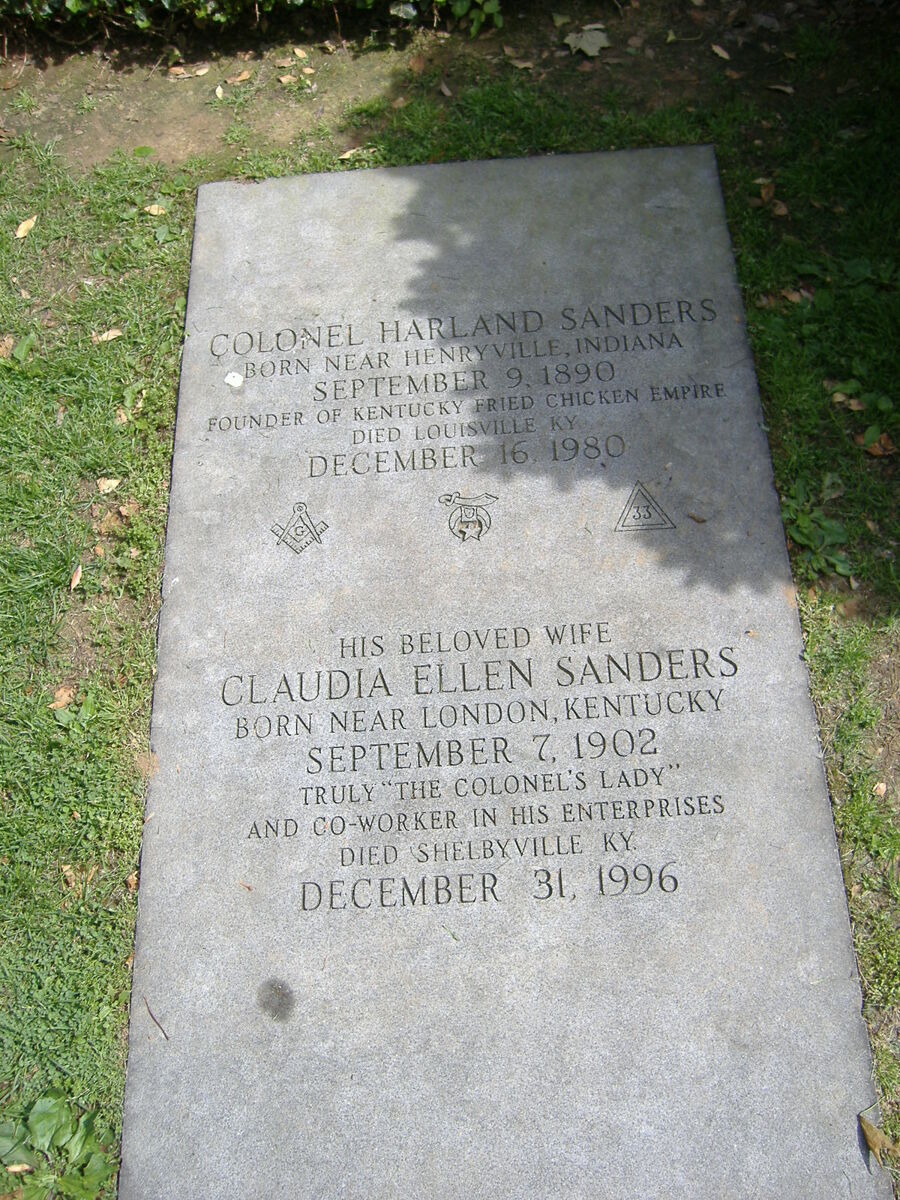 COLONEL HARLAND SANDERS
BORN NEAR HENRYVILLE, INDIANA
SEPTEMBER 9, 1890
FOUNDER OF KENTUCKY FRIED CHICKEN EMPIRE
DIED LOUISVILLE KY
DECEMBER 16, 1980
G
33
HIS BELOVED WIFE
CLAUDIA ELLEN SANDERS
BORN NEAR LONDON, KENTUCKY
SEPTEMBER 7, 1902
TRULY "THE COLONEL'S LADY"
AND CO-WORKER IN HIS ENTERPRISES
DIED SHELBYVILLE KY.
DECEMBER 31, 1996